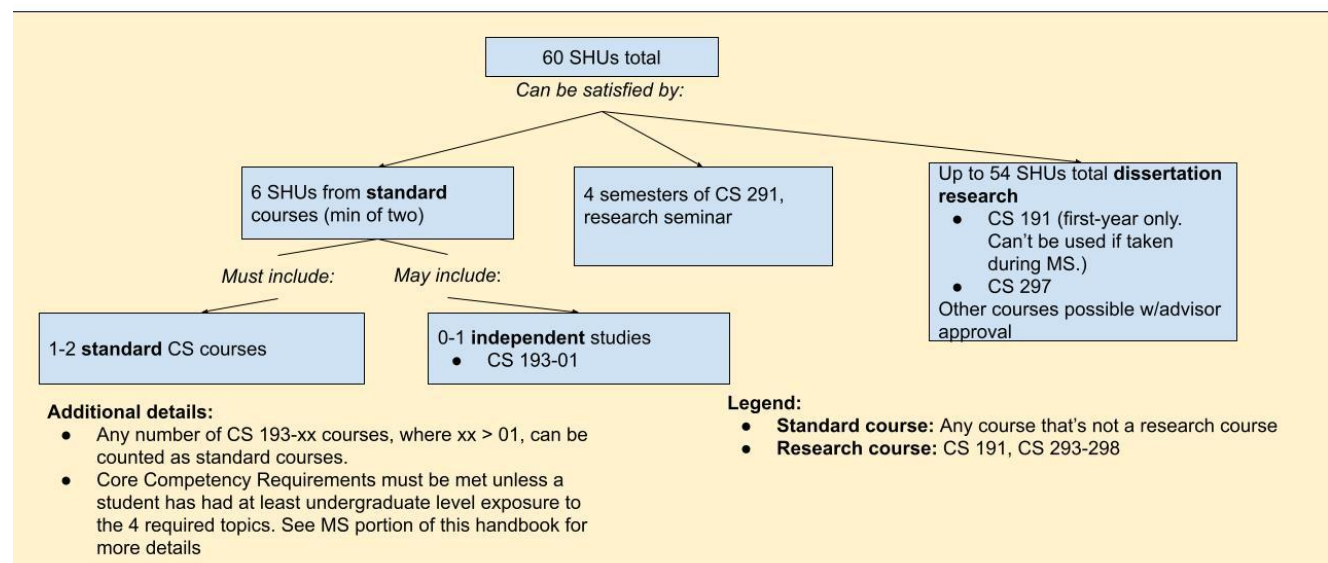 60 SHUs total
Can be satisfied by:
6 SHUs from standard
courses (min of two)
4 semesters of CS 291,
research seminar
Up to 54 SHUs total dissertation
research
● CS 191 (first-year only.
Can’t be used if taken
during MS.)
● CS 297
Other courses possible w/advisor
approval
Must include:
May include:
1-2 standard CS courses
0-1 independent studies
● CS 193-01
Additional details:
● Any number of CS 193-xx courses, where xx > 01, can be
counted as standard courses.
● Core Competency Requirements must be met unless a
student has had at least undergraduate level exposure to
the 4 required topics. See MS portion of this handbook for
more details
Legend:
● Standard course: Any course that’s not a research course
● Research course: CS 191, CS 293-298